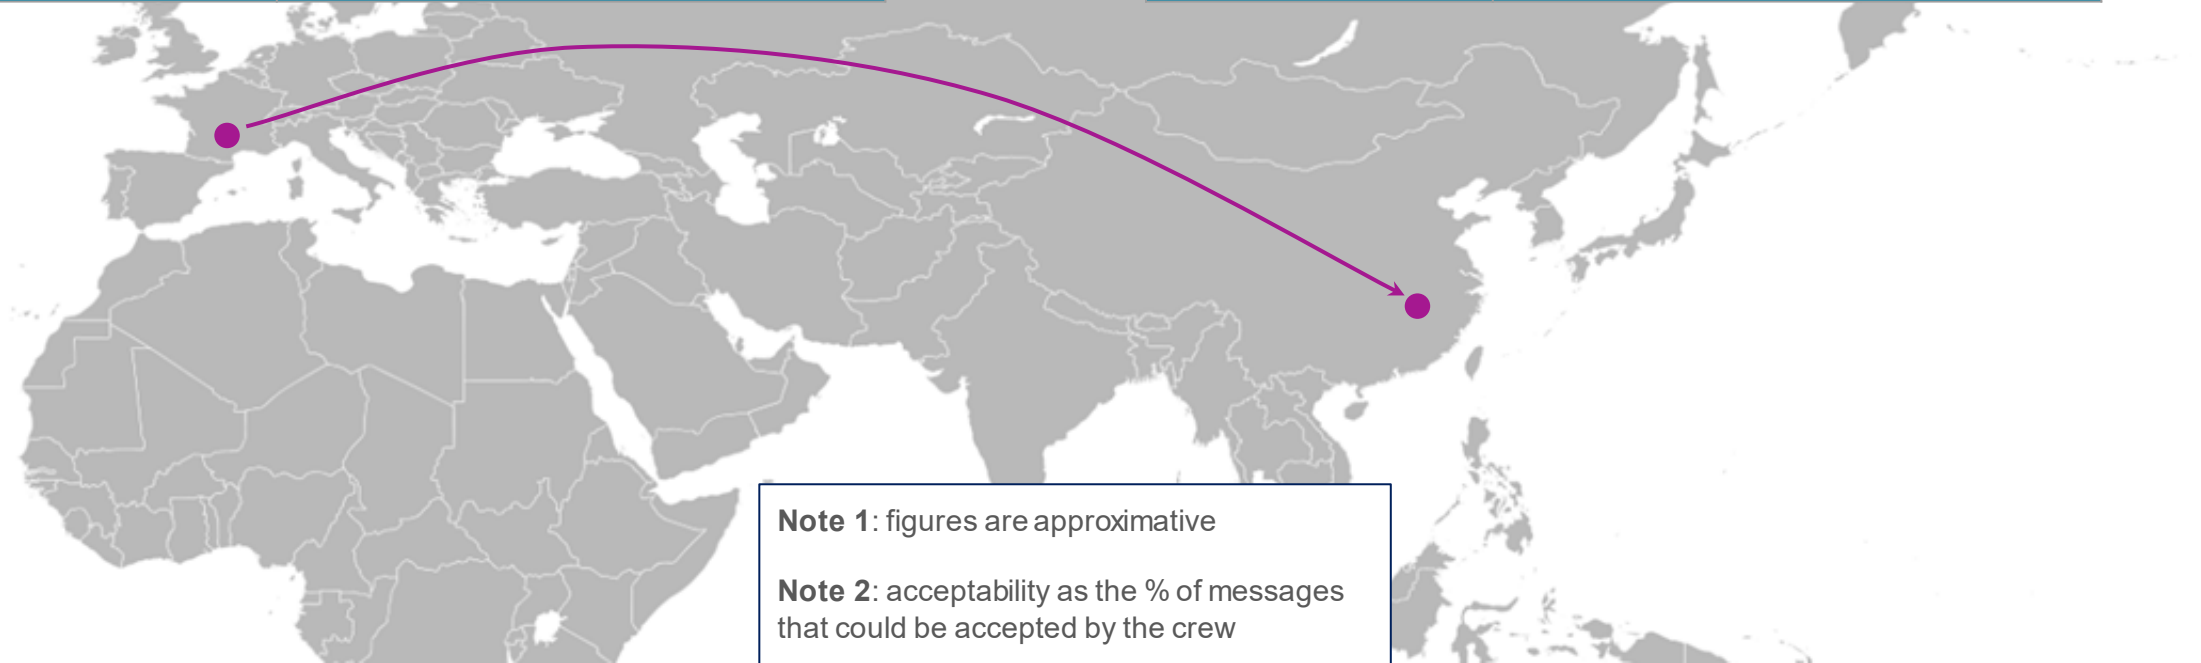 Note 1: figures are approximative
Note 2: acceptability as the % of messages
that could be accepted by the crew